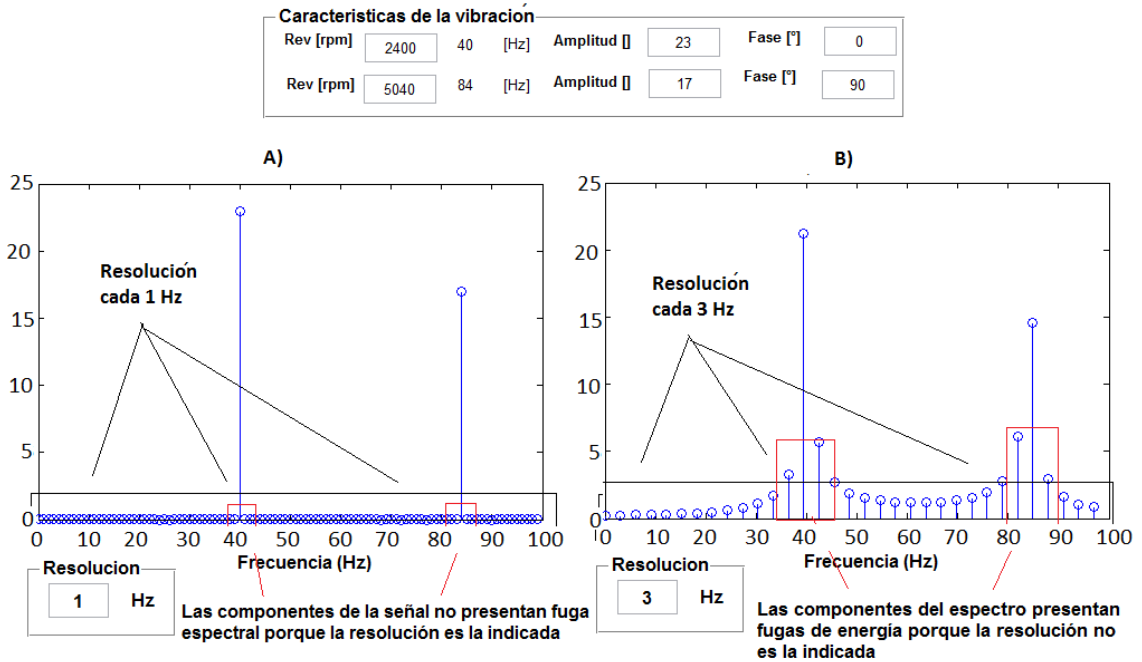 Caracteristicas de la vibración
Rev [rpm] 2400 40 [Hz] Amplitud [] 23 Fase [°] 0
Rev [rpm] 5040 84 [Hz] Amplitud [] 17 Fase [°] 90
A)
25
20
15
10
5
0
Resolución
cada 1 Hz
0 10 20 30 40 50 60 70 80 90 100
Frecuencia (Hz)
Resolucion
1 Hz
Las componentes de la señal no presentan fuga
espectral porque la resolución es la indicada
B)
25
20
15
10
5
0
Resolución
cada 3 Hz
0 10 20 30 40 50 60 70 80 90 100
Frecuencia (Hz)
Resolucion
3 Hz
Las componentes del espectro presentan
fugas de energía porque la resolución no
es la indicada